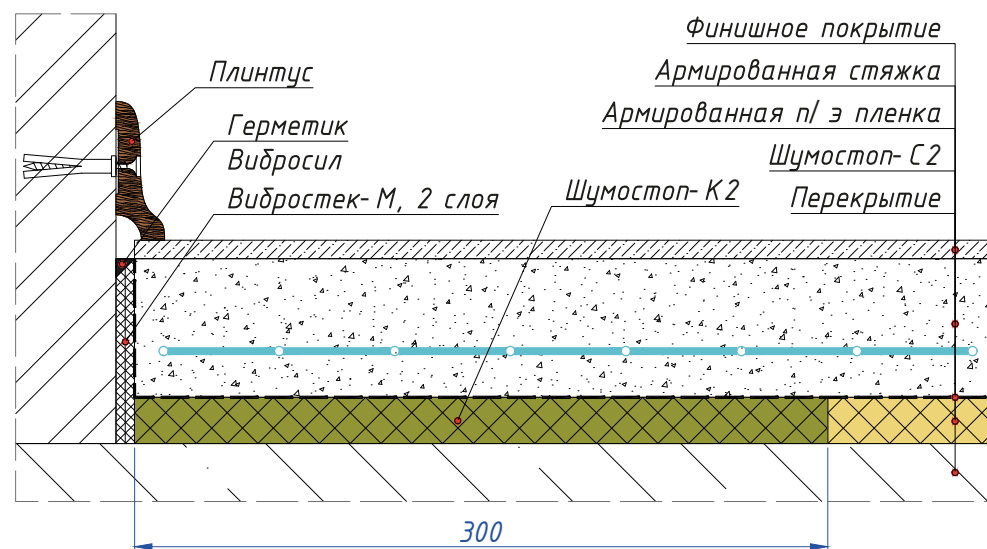 Финишное покрытие
Армированная стяжка
Армированная п/э пленка
Шумостоп-С2
Перекрытие
Плинтус
Герметик
Вибросил
Вибростек-М, 2 слоя
Шумостоп-К2
300